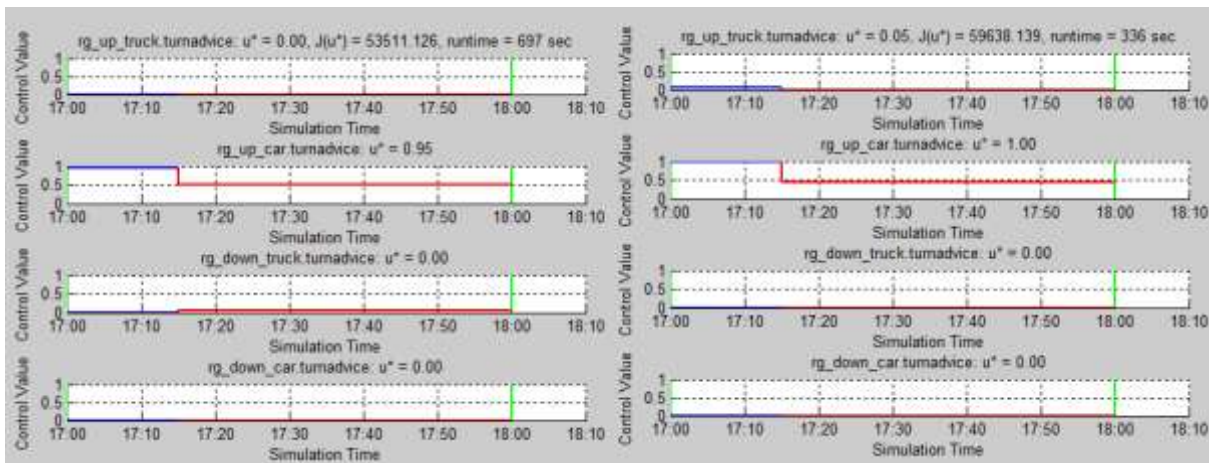 rg_up_truck.turnadvice: u* = 0.00, J(u*) = 53511.126, runtime = 697 sec
Control Value
1
0.5
0
17:00 17:10 17:20 17:30 17:40 17:50 18:00 18:10
Simulation Time
rg_up_car.turnadvice: u* = 0.95
Control Value
1
0.5
0
17:00 17:10 17:20 17:30 17:40 17:50 18:00 18:10
Simulation Time
rg_down_truck.turnadvice: u* = 0.00
Control Value
1
0.5
0
17:00 17:10 17:20 17:30 17:40 17:50 18:00 18:10
Simulation Time
rg_down_car.turnadvice: u* = 0.00
Control Value
1
0.5
0
17:00 17:10 17:20 17:30 17:40 17:50 18:00 18:10
Simulation Time
rg_up_truck.turnadvice: u* = 0.05, J(u*) = 59638.139, runtime = 336 sec
Control Value
1
0.5
0
17:00 17:10 17:20 17:30 17:40 17:50 18:00 18:10
Simulation Time
rg_up_car.turnadvice: u* = 1.00
Control Value
1
0.5
0
17:00 17:10 17:20 17:30 17:40 17:50 18:00 18:10
Simulation Time
rg_down_truck.turnadvice: u* = 0.00
Control Value
1
0.5
0
17:00 17:10 17:20 17:30 17:40 17:50 18:00 18:10
Simulation Time
rg_down_car.turnadvice: u* = 0.00
Control Value
1
0.5
0
17:00 17:10 17:20 17:30 17:40 17:50 18:00 18:10
Simulation Time